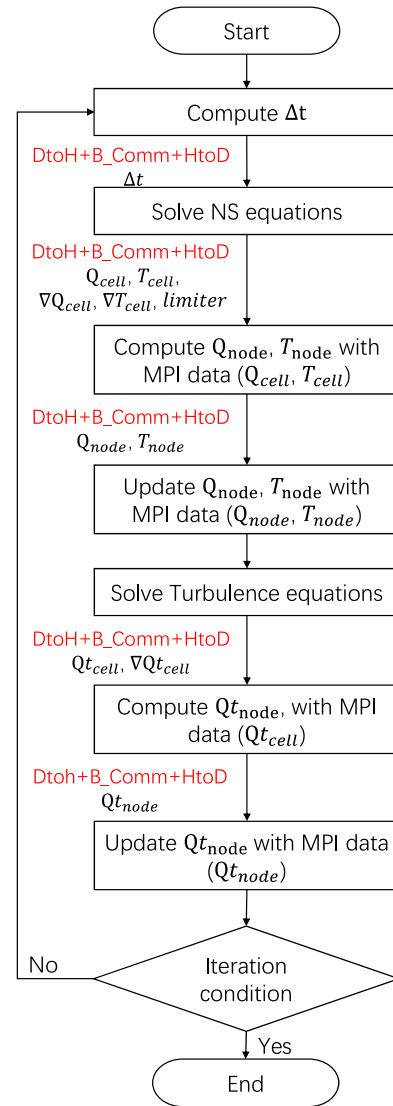 Start
Compute Δt
DtoH+B_Comm+HtoD
Δt
Solve NS equations
DtoH+B_Comm+HtoD
Q_cell, T_cell,
∇Q_cell, ∇T_cell, limiter
Compute Q_node, T_node with
MPI data (Q_cell, T_cell)
DtoH+B_Comm+HtoD
Q_node, T_node
Update Q_node, T_node with
MPI data (Q_node, T_node)
Solve Turbulence equations
DtoH+B_Comm+HtoD
Qt_cell, ∇Qt_cell
Compute Qt_node, with MPI
data (Qt_cell)
Dtoh+B_Comm+HtoD
Qt_node
Update Qt_node with MPI data
(Qt_node)
No
Iteration
condition
Yes
End